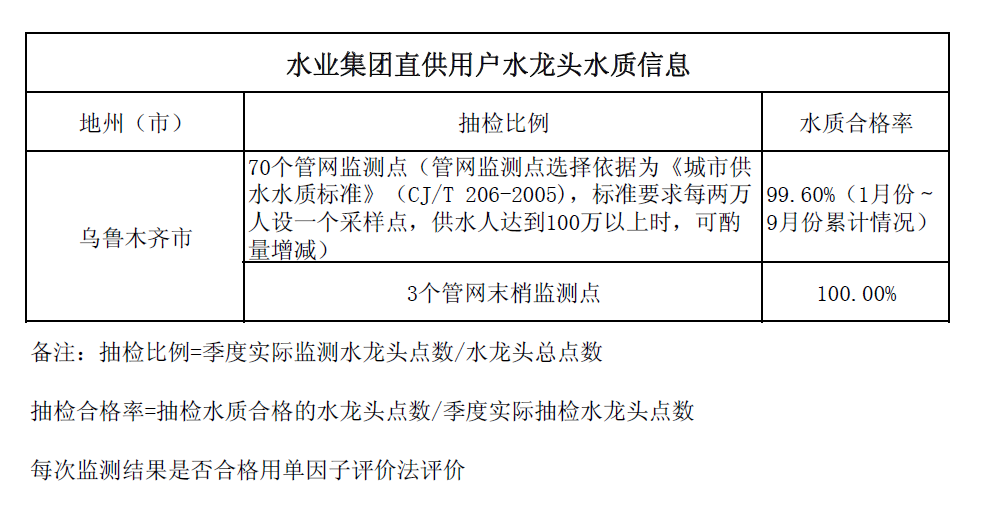 水业集团直供用户水龙头水质信息
地州（市）
抽检比例
水质合格率
乌鲁木齐市
70个管网监测点（管网监测点选择依据为《城市供
水水质标准》（CJ/T 206-2005)，标准要求每两万
人设一个采样点，供水人达到100万以上时，可酌
量增减）
99.60%（1月份～
9月份累计情况）
3个管网末梢监测点
100.00%
备注：抽检比例=季度实际监测水龙头点数/水龙头总点数
抽检合格率=抽检水质合格的水龙头点数/季度实际抽检水龙头点数
每次监测结果是否合格用单因子评价法评价